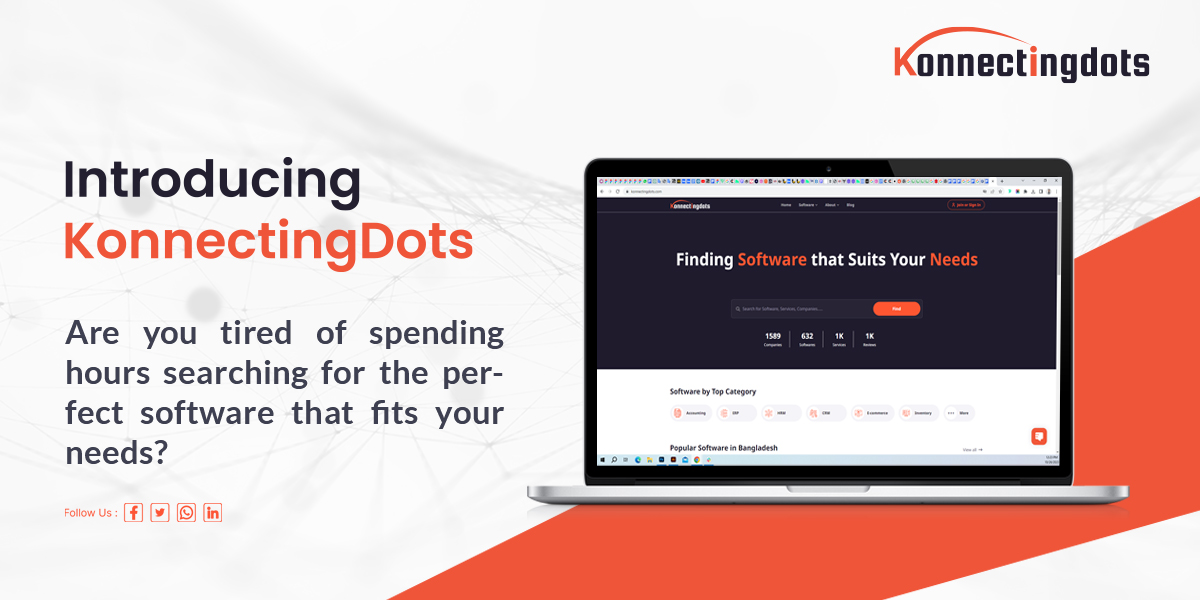 Konnectingdots
Introducing
KonnectingDots
Are you tired of spending
hours searching for the per-
fect software that fits your
needs?
Follow Us :
konnectingdots.com
Konnectingdots
Home Software About Blog
Join or Sign In
Finding Software that Suits Your Needs
Search for Software, Services, Companies.....
Find
1589 632 1K 1K
Companies Softwares Services Reviews
Software by Top Category
Accounting ERP HRM CRM E-commerce Inventory More
Popular Software in Bangladesh
View all